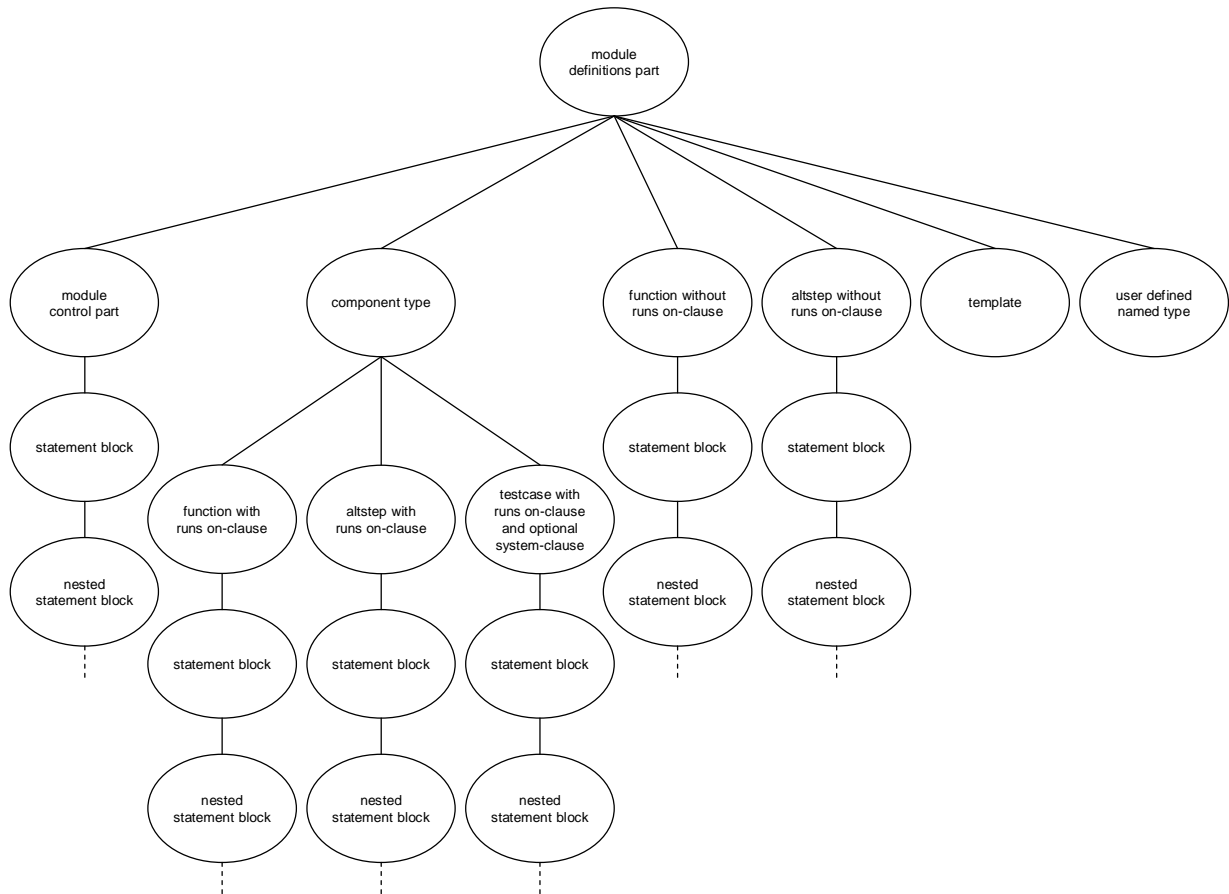 module
definitions part
module
control part
component type
function without
runs on-clause
altstep without
runs on-clause
template
user defined
named type
statement block
statement block
statement block
function with
runs on-clause
altstep with
runs on-clause
testcase with
runs on-clause
and optional
system-clause
nested
statement block
nested
statement block
nested
statement block
statement block
statement block
statement block
nested
statement block
nested
statement block
nested
statement block